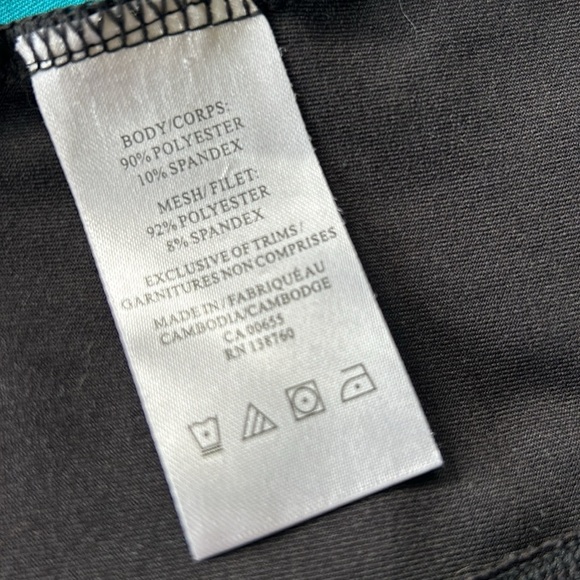 BODY/CORPS:
90% POLYESTER
10% SPANDEX
MESH/FILET:
92% POLYESTER
8% SPANDEX
EXCLUSIVE OF TRIMS/
GARNITURES NON COMPRISES
MADE IN/FABRIQUÉ AU
CAMBODIA/CAMBODGE
CA 00655
RN 138760